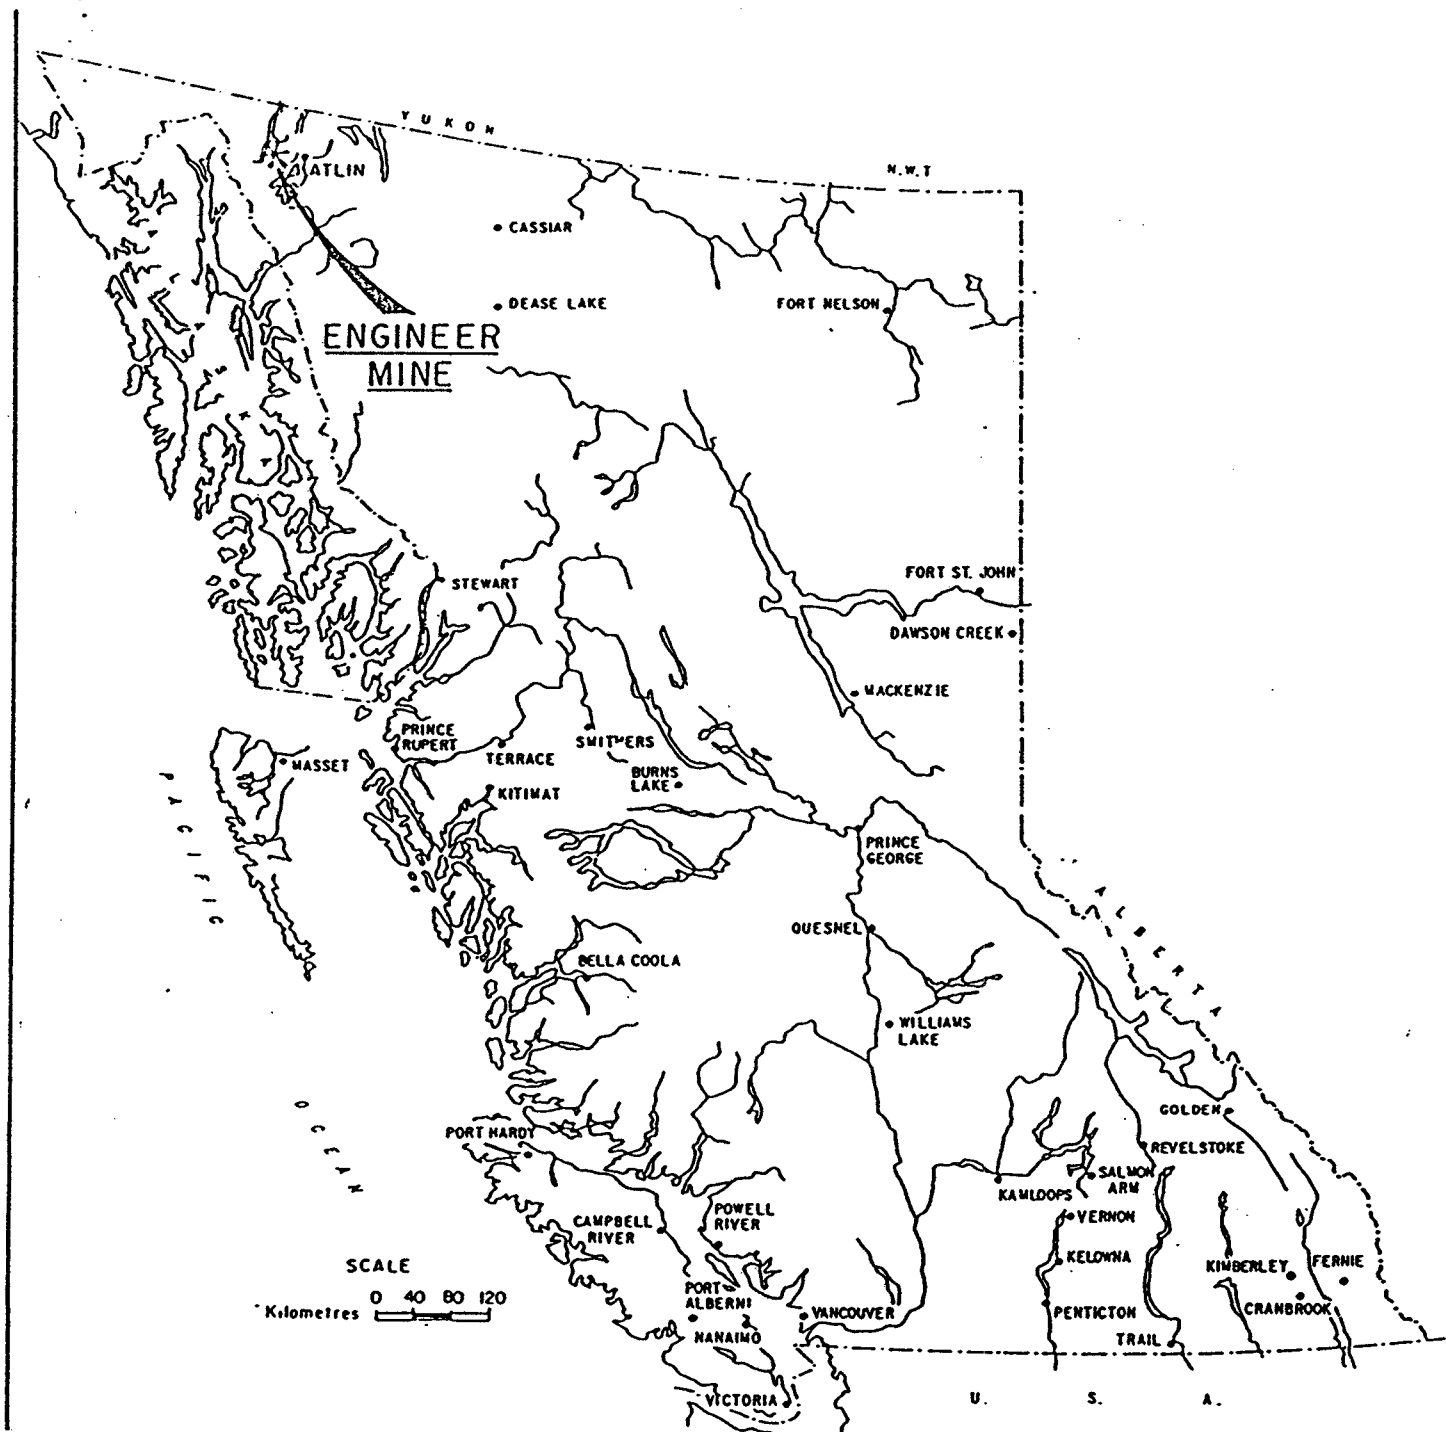 YUKON
N.W.T
ATLIN
CASSIAR
DEASE LAKE
FORT NELSON
ENGINEER
MINE
ALASKA
STEWART
FORT ST. JOHN
DAWSON CREEK
MACKENZIE
PRINCE
RUPERT
TERRACE
SMITHERS
MASSET
BURNS
LAKE
KITIMAT
PRINCE
GEORGE
PACIFIC
ALBERTA
QUESNEL
BELLA COOLA
WILLIAMS
LAKE
OCEAN
GOLDEN
PORT HARDY
REVELSTOKE
SALMON
ARM
KAMLOOPS
POWELL
RIVER
VERNON
CAMPBELL
RIVER
KELOWNA
KIMBERLEY
FERNIE
SCALE
PORT
ALBERNI
0 40 80 120
Kilometres
VANCOUVER
PENTICTON
CRANBROOK
NANAIMO
TRAIL
VICTORIA
U. S. A.